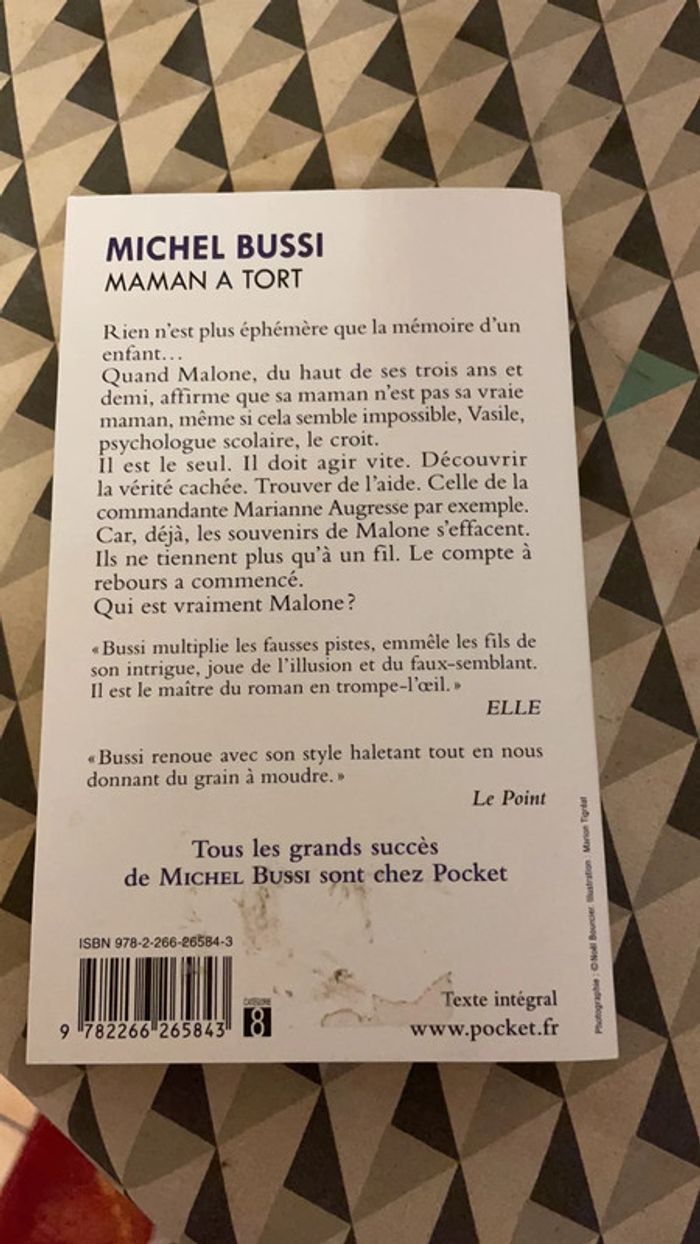 MICHEL BUSSI
MAMAN A TORT
Rien n'est plus éphémère que la mémoire d'un
enfant...
Quand Malone, du haut de ses trois ans et
demi, affirme que sa maman n'est pas sa vraie
maman, même si cela semble impossible, Vasile,
psychologue scolaire, le croit.
Il est le seul. Il doit agir vite. Découvrir
la vérité cachée. Trouver de l'aide. Celle de la
commandante Marianne Augresse par exemple.
Car, déjà, les souvenirs de Malone s'effacent.
Ils ne tiennent plus qu'à un fil. Le compte à
rebours a commencé.
Qui est vraiment Malone ?
« Bussi multiplie les fausses pistes, emmêle les fils de
son intrigue, joue de l'illusion et du faux-semblant.
Il est le maître du roman en trompe-l'œil. »
ELLE
« Bussi renoue avec son style haletant tout en nous
donnant du grain à moudre. »
Le Point
Tous les grands succès
de MICHEL BUSSI sont chez Pocket
ISBN 978-2-266-26584-3
9 782266 265843
CATÉGORIE
8
Texte intégral
www.pocket.fr
Photographie : © Noël Bourcier. Illustration : Marion Tigréat